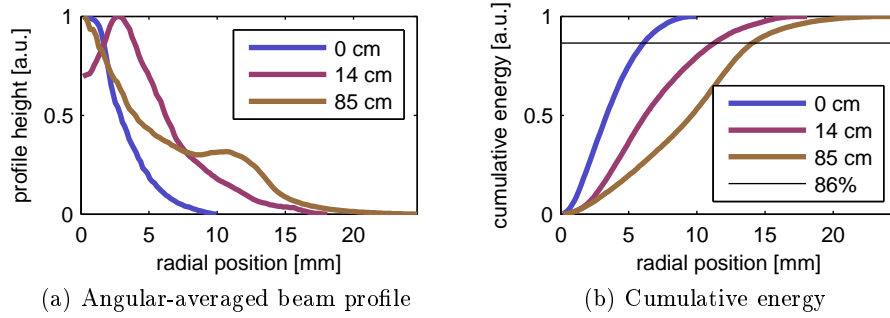 profile height [a.u.]
1
0.5
0
0 cm
14 cm
85 cm
0 5 10 15 20
radial position [mm]
(a) Angular-averaged beam profile
cumulative energy [a.u.]
1
0.5
0
0 cm
14 cm
85 cm
86%
0 5 10 15 20
radial position [mm]
(b) Cumulative energy